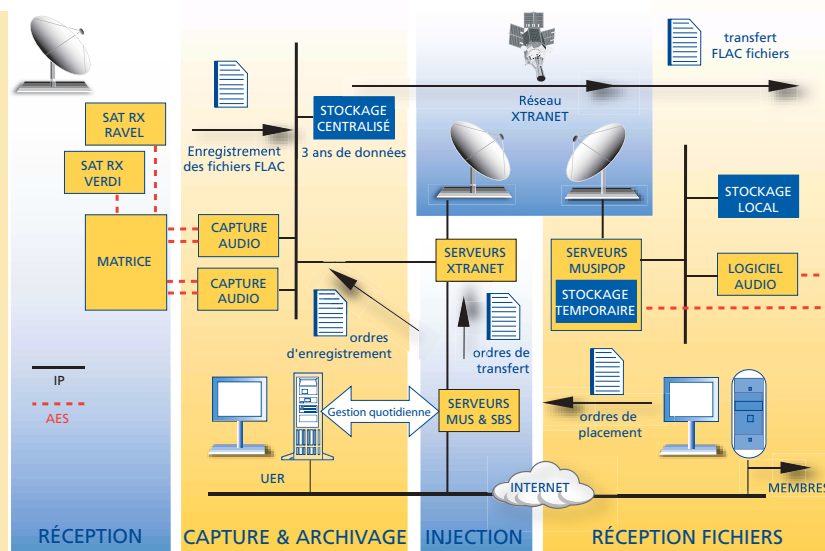 transfert
FLAC fichiers
Réseau
XTRANET
SAT RX
RAVEL
SAT RX
VERDI
MATRICE
Enregistrement
des fichiers FLAC
STOCKAGE
CENTRALISÉ
3 ans de données
CAPTURE
AUDIO
CAPTURE
AUDIO
SERVEURS
XTRANET
SERVEURS
MUSIPOP
STOCKAGE
TEMPORAIRE
STOCKAGE
LOCAL
LOGICIEL
AUDIO
ordres
d'enregistrement
ordres de
transfert
IP
AES
Gestion quotidienne
SERVEURS
MUS & SBS
ordres de
placement
UER
INTERNET
MEMBRES
RÉCEPTION
CAPTURE & ARCHIVAGE
INJECTION
RÉCEPTION FICHIERS